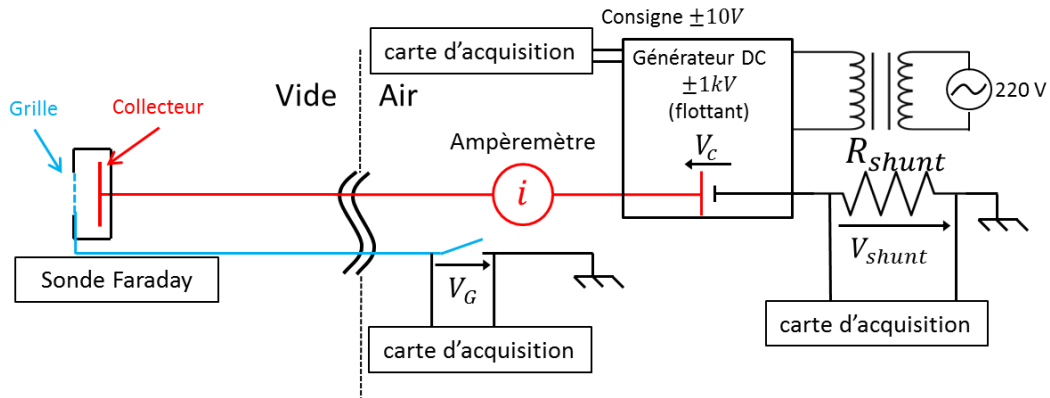 Consigne ±10V
carte d'acquisition
Générateur DC
±1kV
(flottant)
220 V
Vide
Air
Grille
Collecteur
Ampèremètre
V_c
R_shunt
i
V_shunt
V_G
Sonde Faraday
carte d'acquisition
carte d'acquisition